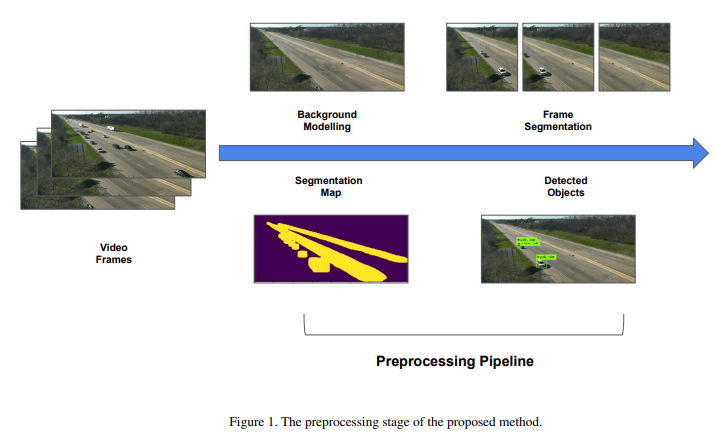 Background
Modelling
Frame
Segmentation
Segmentation
Map
Detected
Objects
Video
Frames
Preprocessing Pipeline
Figure 1. The preprocessing stage of the proposed method.